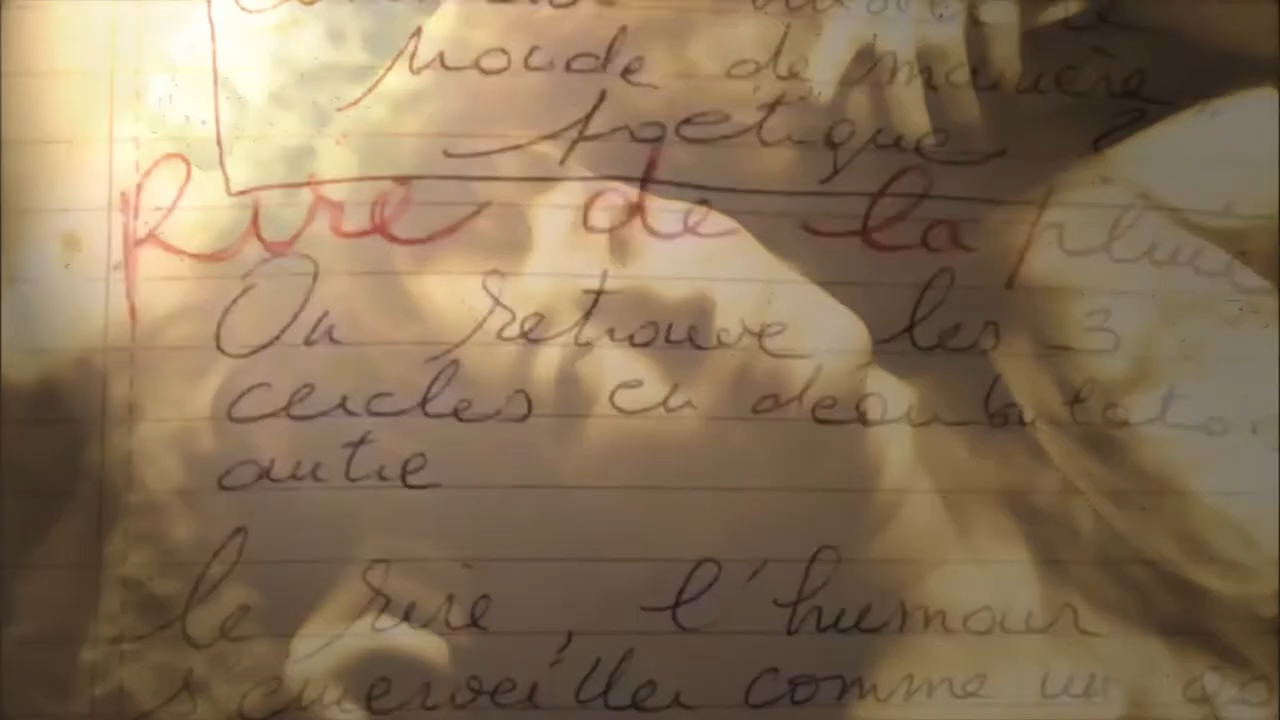 monde de manière
poétique ?
Rire de la pluie
On retrouve les 3
cercles en
autre
le rire, l'humour
s'emerveiller comme un